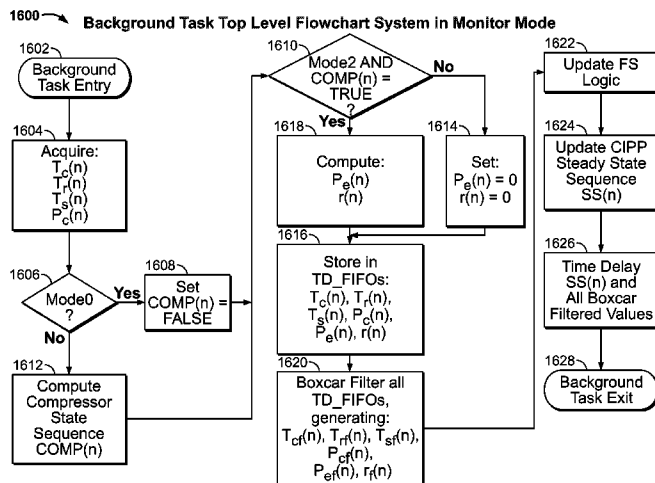 1600
Background Task Top Level Flowchart System in Monitor Mode
1602
Background
Task Entry
1604
Acquire:
Tc(n)
Tr(n)
Ts(n)
Pc(n)
1606
Mode0
?
Yes
No
1608
Set
COMP(n) =
FALSE
1612
Compute
Compressor
State
Sequence
COMP(n)
1610
Mode2 AND
COMP(n) =
TRUE
?
No
Yes
1618
Compute:
Pe(n)
r(n)
1614
Set:
Pe(n) = 0
r(n) = 0
1616
Store in
TD_FIFOs:
Tc(n), Tr(n),
Ts(n), Pc(n),
Pe(n), r(n)
1620
Boxcar Filter all
TD_FIFOs,
generating:
Tcf(n), Trf(n), Tsf(n),
Pcf(n),
Pef(n), rf(n)
1622
Update FS
Logic
1624
Update CIPP
Steady State
Sequence
SS(n)
1626
Time Delay
SS(n) and
All Boxcar
Filtered Values
1628
Background
Task Exit